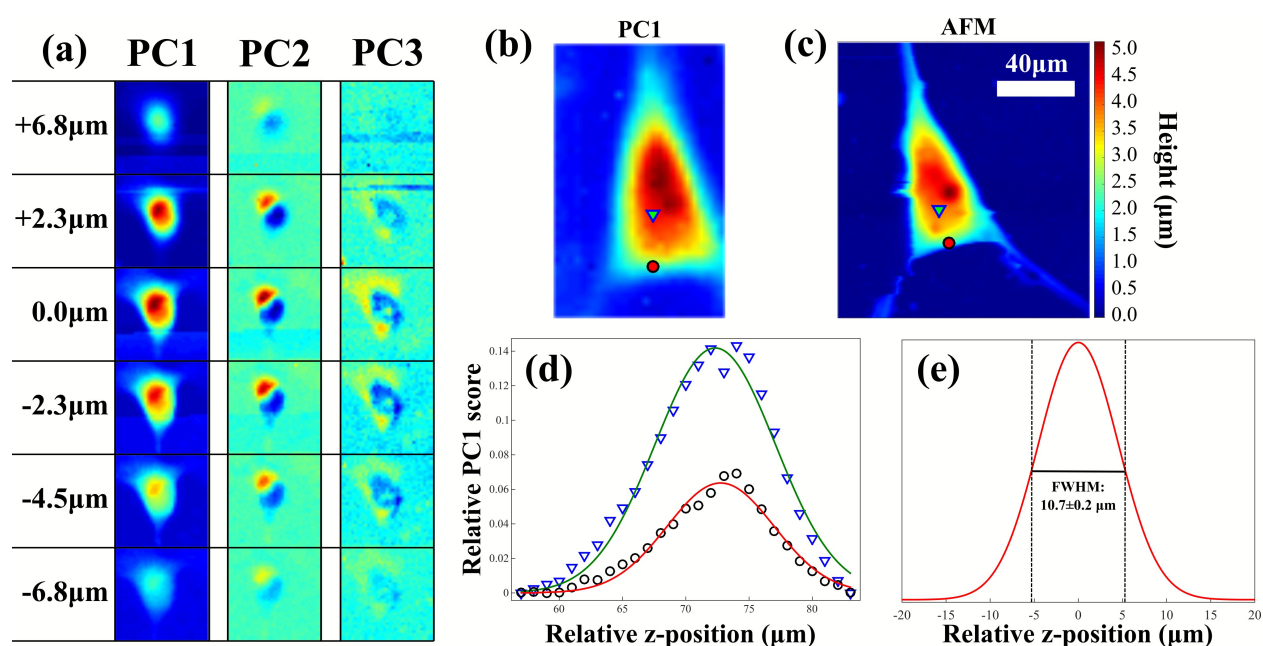 (a) PC1 PC2 PC3
+6.8μm
+2.3μm
0.0μm
-2.3μm
-4.5μm
-6.8μm
(b) PC1
(c) AFM
40μm
5.0
4.5
4.0
3.5
3.0
2.5
2.0
1.5
1.0
0.5
0.0
Height (μm)
(d)
Relative PC1 score
0.14
0.12
0.1
0.08
0.06
0.04
0.02
0
60 65 70 75 80
Relative z-position (μm)
(e)
FWHM:
10.7±0.2 μm
-20 -15 -10 -5 0 5 10 15 20
Relative z-position (μm)